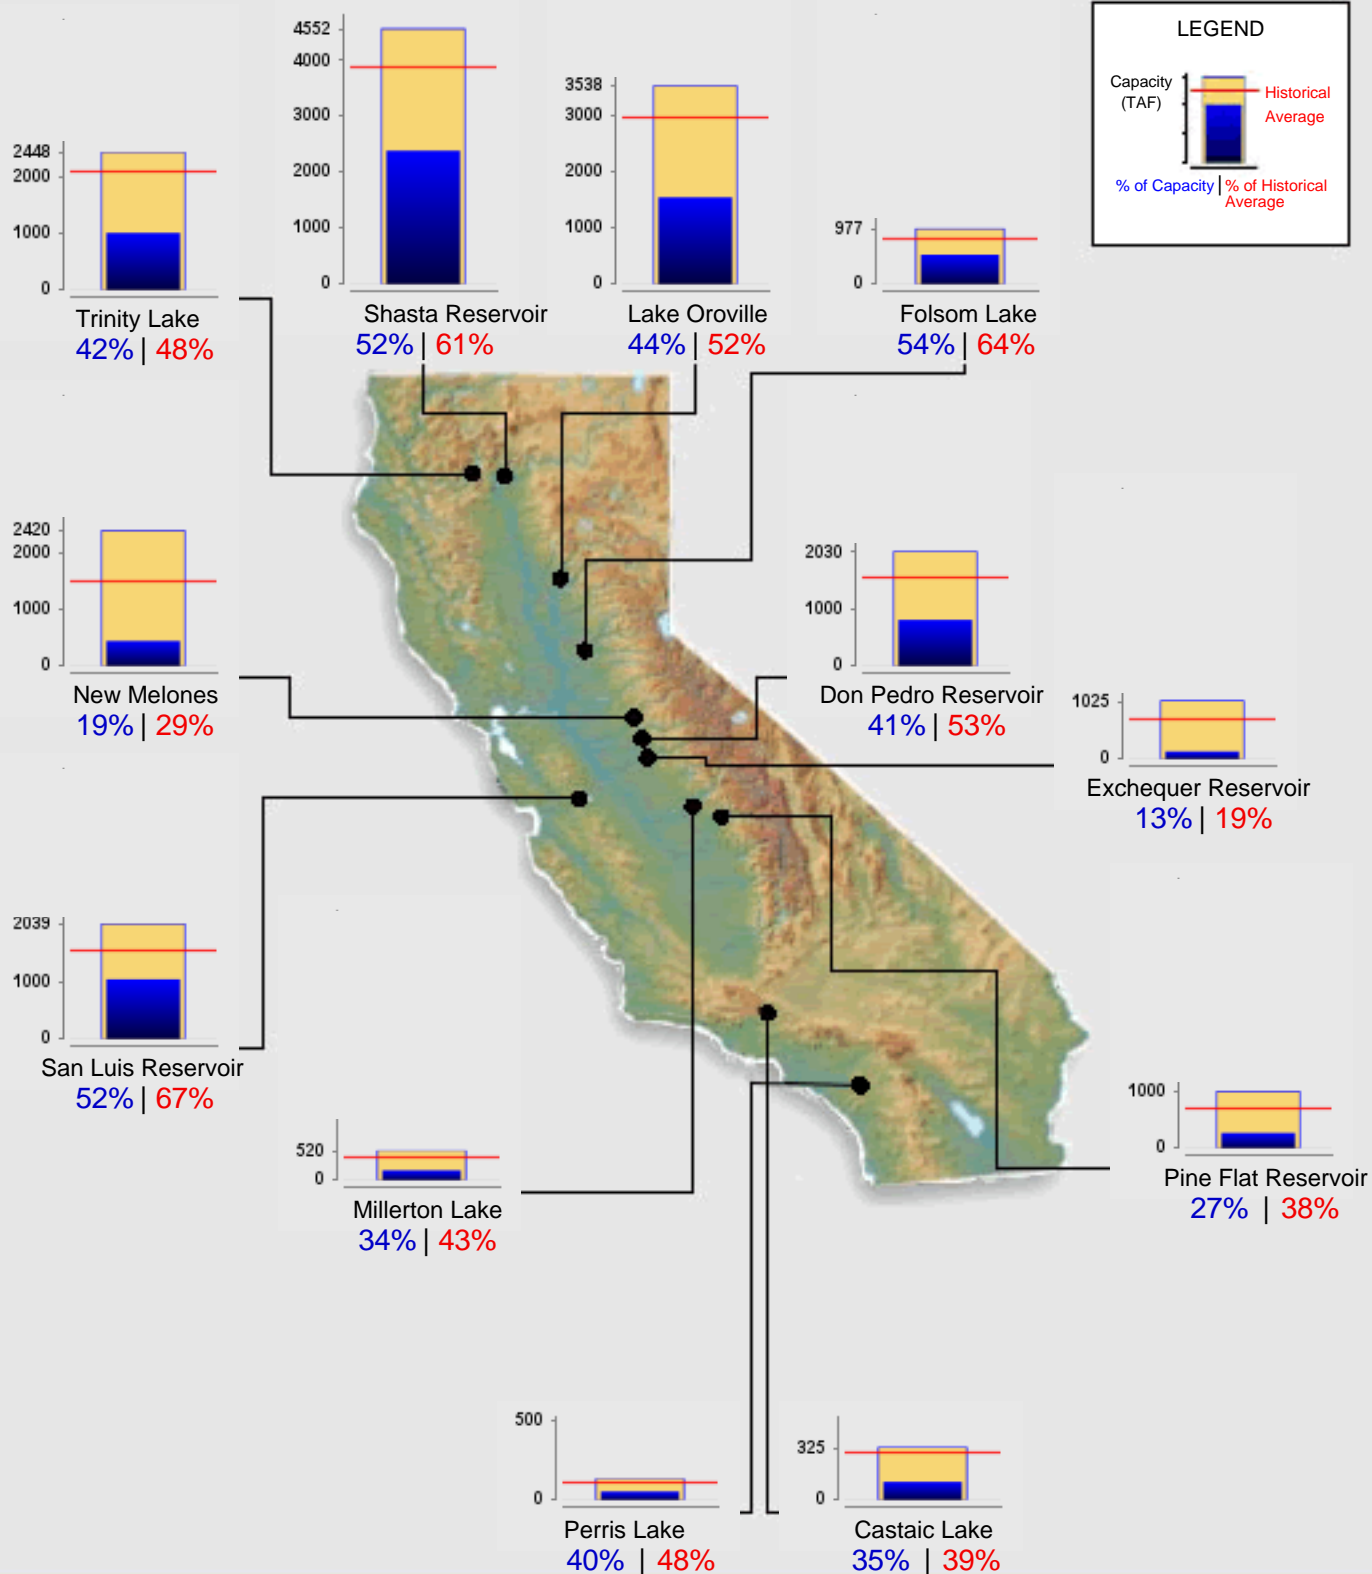 LEGEND
Capacity
(TAF)
Historical
Average
% of Capacity | % of Historical
Average
2448
2000
1000
0
Trinity Lake
42% | 48%
4552
4000
3000
2000
1000
0
Shasta Reservoir
52% | 61%
3538
3000
2000
1000
0
Lake Oroville
44% | 52%
977
0
Folsom Lake
54% | 64%
2420
2000
1000
0
New Melones
19% | 29%
2030
1000
0
Don Pedro Reservoir
41% | 53%
1025
0
Exchequer Reservoir
13% | 19%
2039
1000
0
San Luis Reservoir
52% | 67%
520
0
Millerton Lake
34% | 43%
1000
0
Pine Flat Reservoir
27% | 38%
500
0
Perris Lake
40% | 48%
325
0
Castaic Lake
35% | 39%